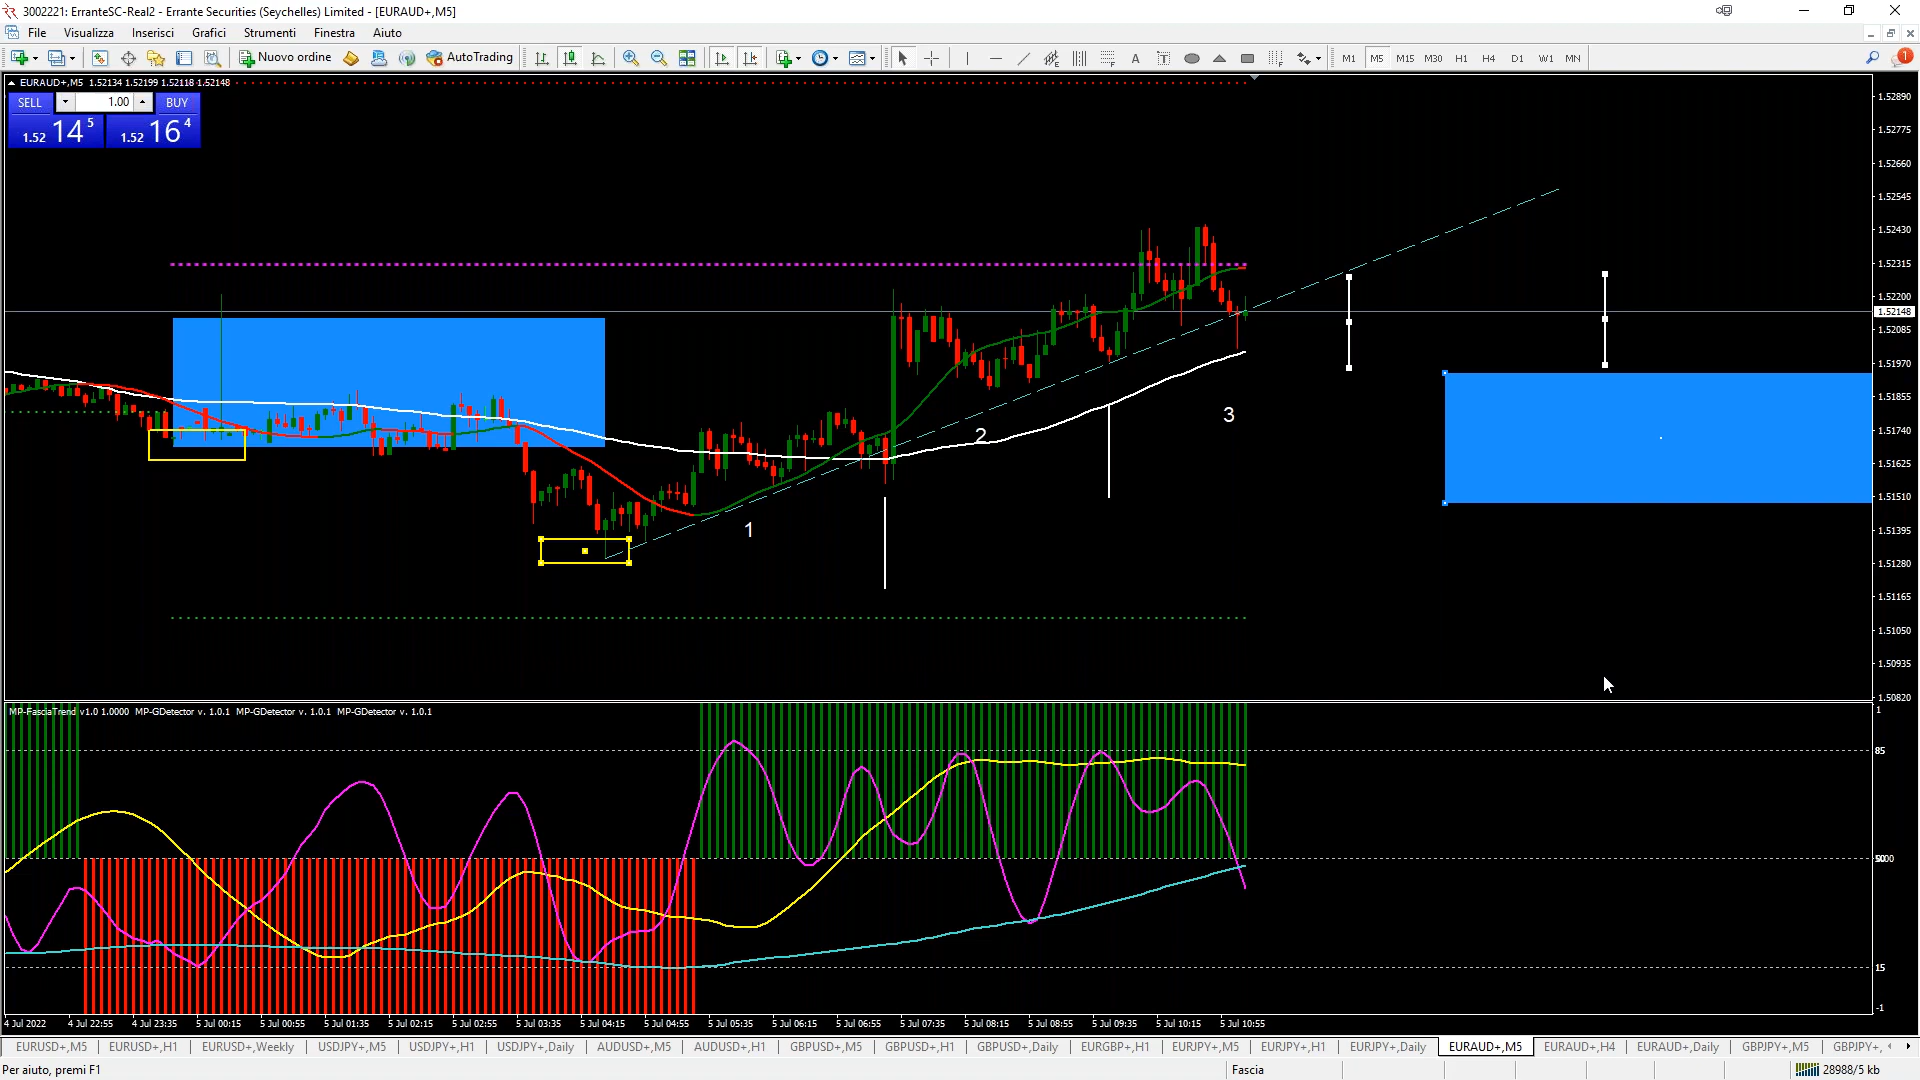 3002221: ErranteSC-Real2 - Errante Securities (Seychelles) Limited - [EURAUD+,M5]
File Visualizza Inserisci Grafici Strumenti Finestra Aiuto
Nuovo ordine AutoTrading A T M1 M5 M15 M30 H1 H4 D1 W1 MN 1
EURAUD+,M5 1.52134 1.52199 1.52118 1.52148
SELL 1.00 BUY
1.52 14 5 1.52 16 4
1.52890
1.52775
1.52660
1.52545
1.52430
1.52315
1.52200
1.52148
1.52085
1.51970
1.51855
1.51740
1.51625
1.51510
1.51395
1.51280
1.51165
1.51050
1.50935
1.50820
1
2
3
MP-FasciaTrend v1.0 1.0000 MP-GDetector v. 1.0.1 MP-GDetector v. 1.0.1 MP-GDetector v. 1.0.1
1
85
15
-1
4 Jul 2022 4 Jul 22:55 4 Jul 23:35 5 Jul 00:15 5 Jul 00:55 5 Jul 01:35 5 Jul 02:15 5 Jul 02:55 5 Jul 03:35 5 Jul 04:15 5 Jul 04:55 5 Jul 05:35 5 Jul 06:15 5 Jul 06:55 5 Jul 07:35 5 Jul 08:15 5 Jul 08:55 5 Jul 09:35 5 Jul 10:15 5 Jul 10:55
EURUSD+,M5 EURUSD+,H1 EURUSD+,Weekly USDJPY+,M5 USDJPY+,H1 USDJPY+,Daily AUDUSD+,M5 AUDUSD+,H1 GBPUSD+,M5 GBPUSD+,H1 GBPUSD+,Daily EURGBP+,H1 EURJPY+,M5 EURJPY+,H1 EURJPY+,Daily EURAUD+,M5 EURAUD+,H4 EURAUD+,Daily GBPJPY+,M5 GBPJPY+,
Per aiuto, premi F1 Fascia 28988/5 kb